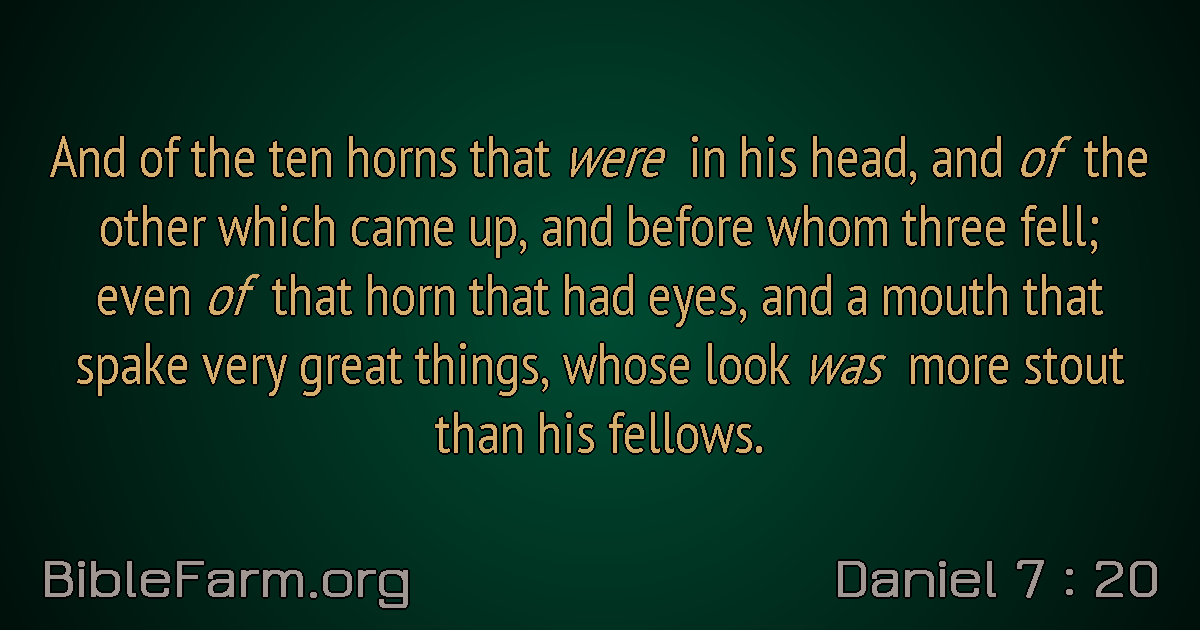 And of the ten horns that were in his head, and of the
other which came up, and before whom three fell;
even of that horn that had eyes, and a mouth that
spake very great things, whose look was more stout
than his fellows.
BibleFarm.org
Daniel 7 : 20